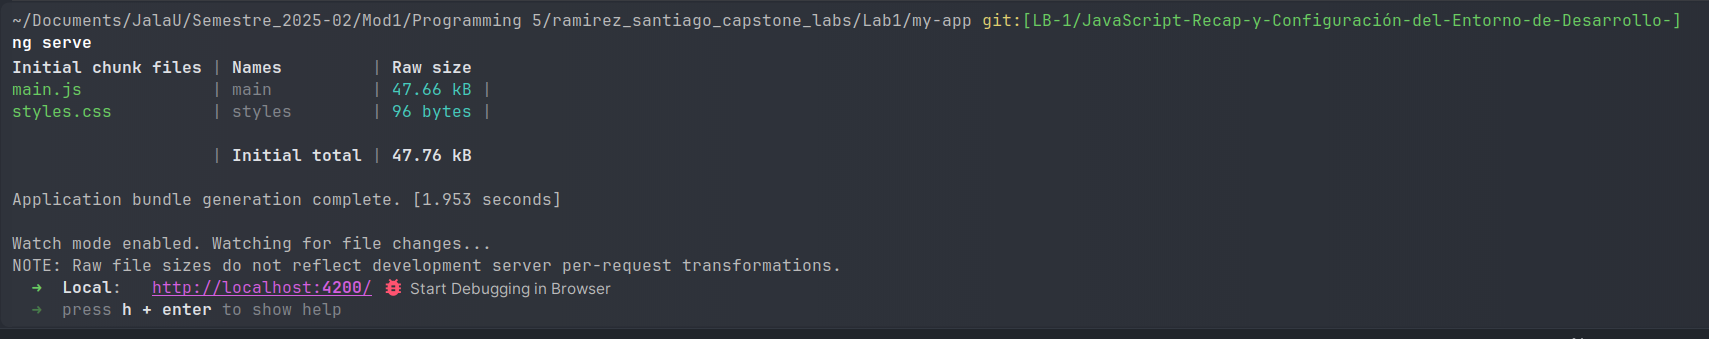 ~/Documents/JalaU/Semestre_2025-02/Mod1/Programming 5/ramirez_santiago_capstone_labs/Lab1/my-app git:[LB-1/JavaScript-Recap-y-Configuración-del-Entorno-de-Desarrollo-]
ng serve
Initial chunk files | Names | Raw size
main.js | main | 47.66 kB |
styles.css | styles | 96 bytes |
| Initial total | 47.76 kB
Application bundle generation complete. [1.953 seconds]
Watch mode enabled. Watching for file changes...
NOTE: Raw file sizes do not reflect development server per-request transformations.
➜ Local: http://localhost:4200/ Start Debugging in Browser
➜ press h + enter to show help